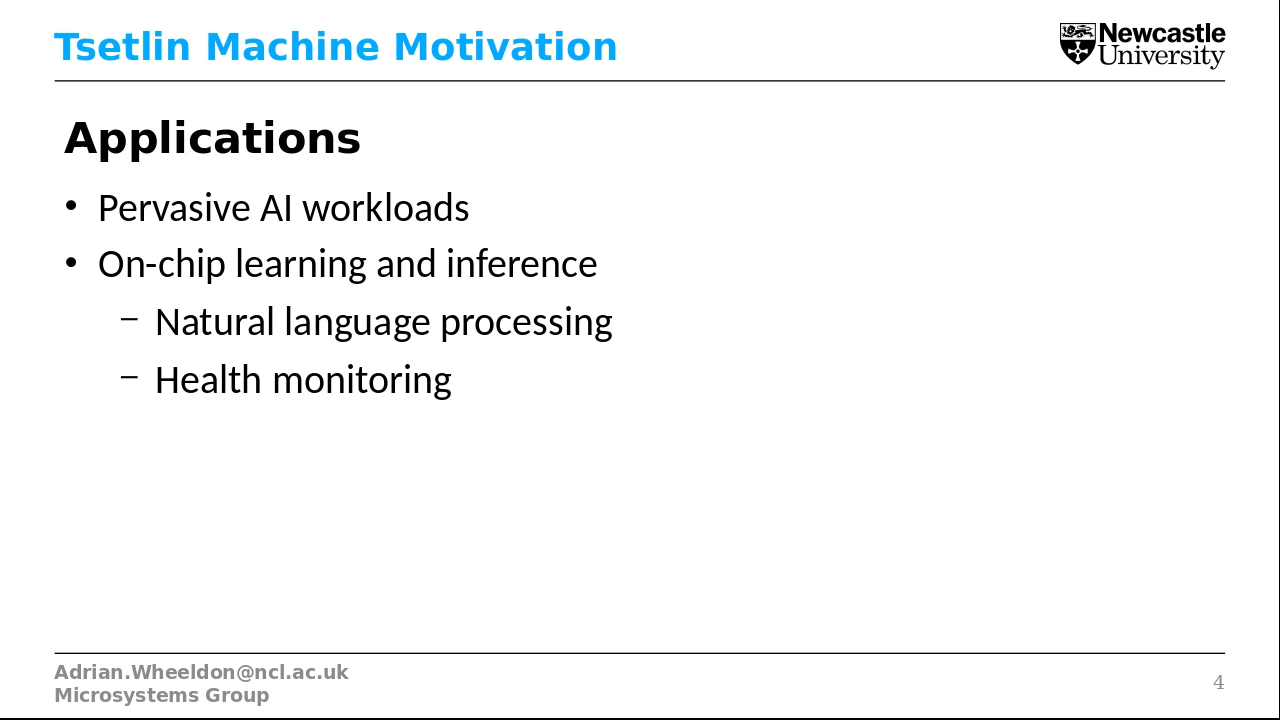 Tsetlin Machine Motivation
Newcastle
University
Applications
• Pervasive AI workloads
• On-chip learning and inference
– Natural language processing
– Health monitoring
Adrian.Wheeldon@ncl.ac.uk
Microsystems Group
4